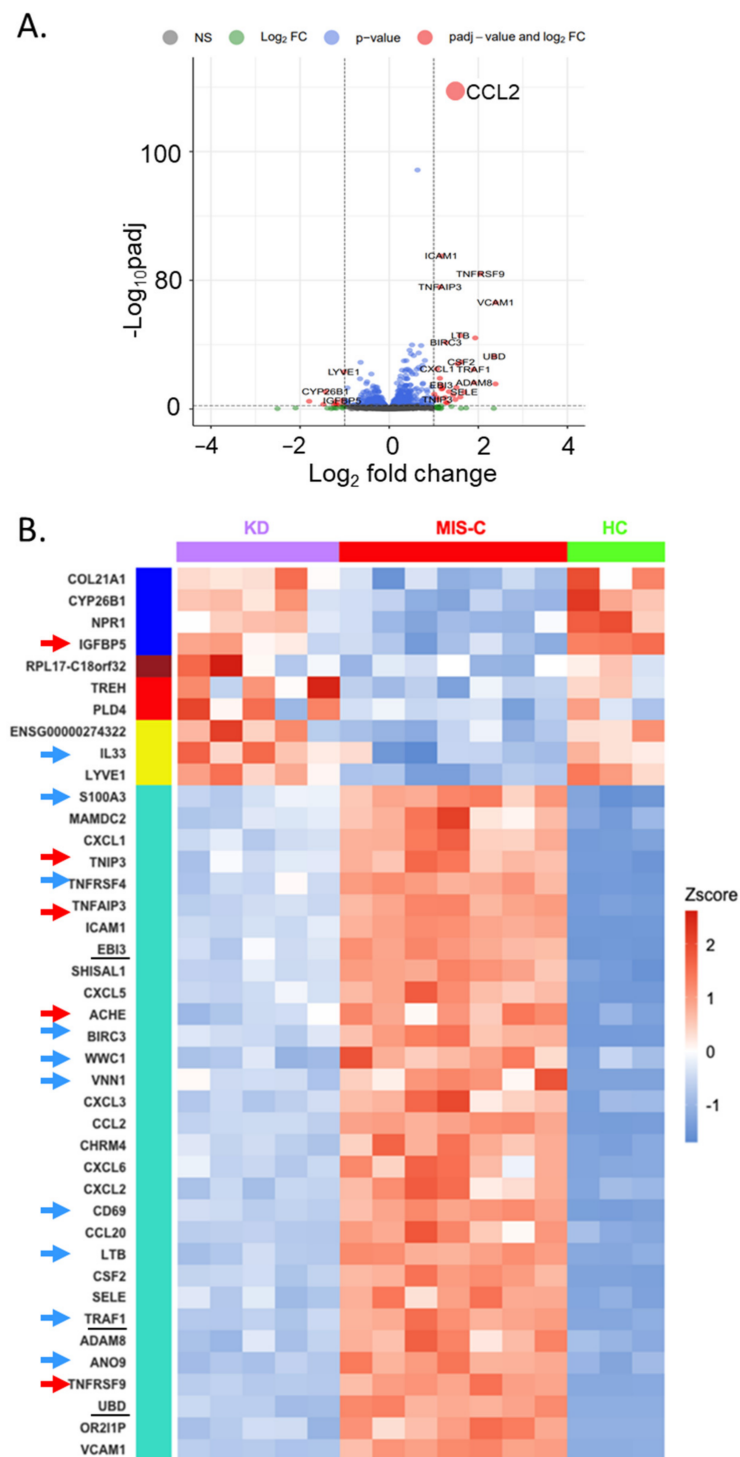 A.
NS Log2 FC p-value padj – value and log2 FC
CCL2
100
ICAM1
TNFRSF9
80
TNFAIP3
VCAM1
LTB
BIRC3
UBD
CSF2
CXCL1 TRAF1
LYVE1
ADAM8
EBI3
CYP26B1 SELE
IGFBP5 TNIP3
0
-Log10padj
−4 −2 0 2 4
Log2 fold change
B.
KD MIS-C HC
COL21A1
CYP26B1
NPR1
IGFBP5
RPL17-C18orf32
TREH
PLD4
ENSG00000274322
IL33
LYVE1
S100A3
MAMDC2
CXCL1
TNIP3
TNFRSF4
TNFAIP3
ICAM1
EBI3
SHISAL1
CXCL5
ACHE
BIRC3
WWC1
VNN1
CXCL3
CCL2
CHRM4
CXCL6
CXCL2
CD69
CCL20
LTB
CSF2
SELE
TRAF1
ADAM8
ANO9
TNFRSF9
UBD
OR2I1P
VCAM1
Zscore
2
1
0
-1